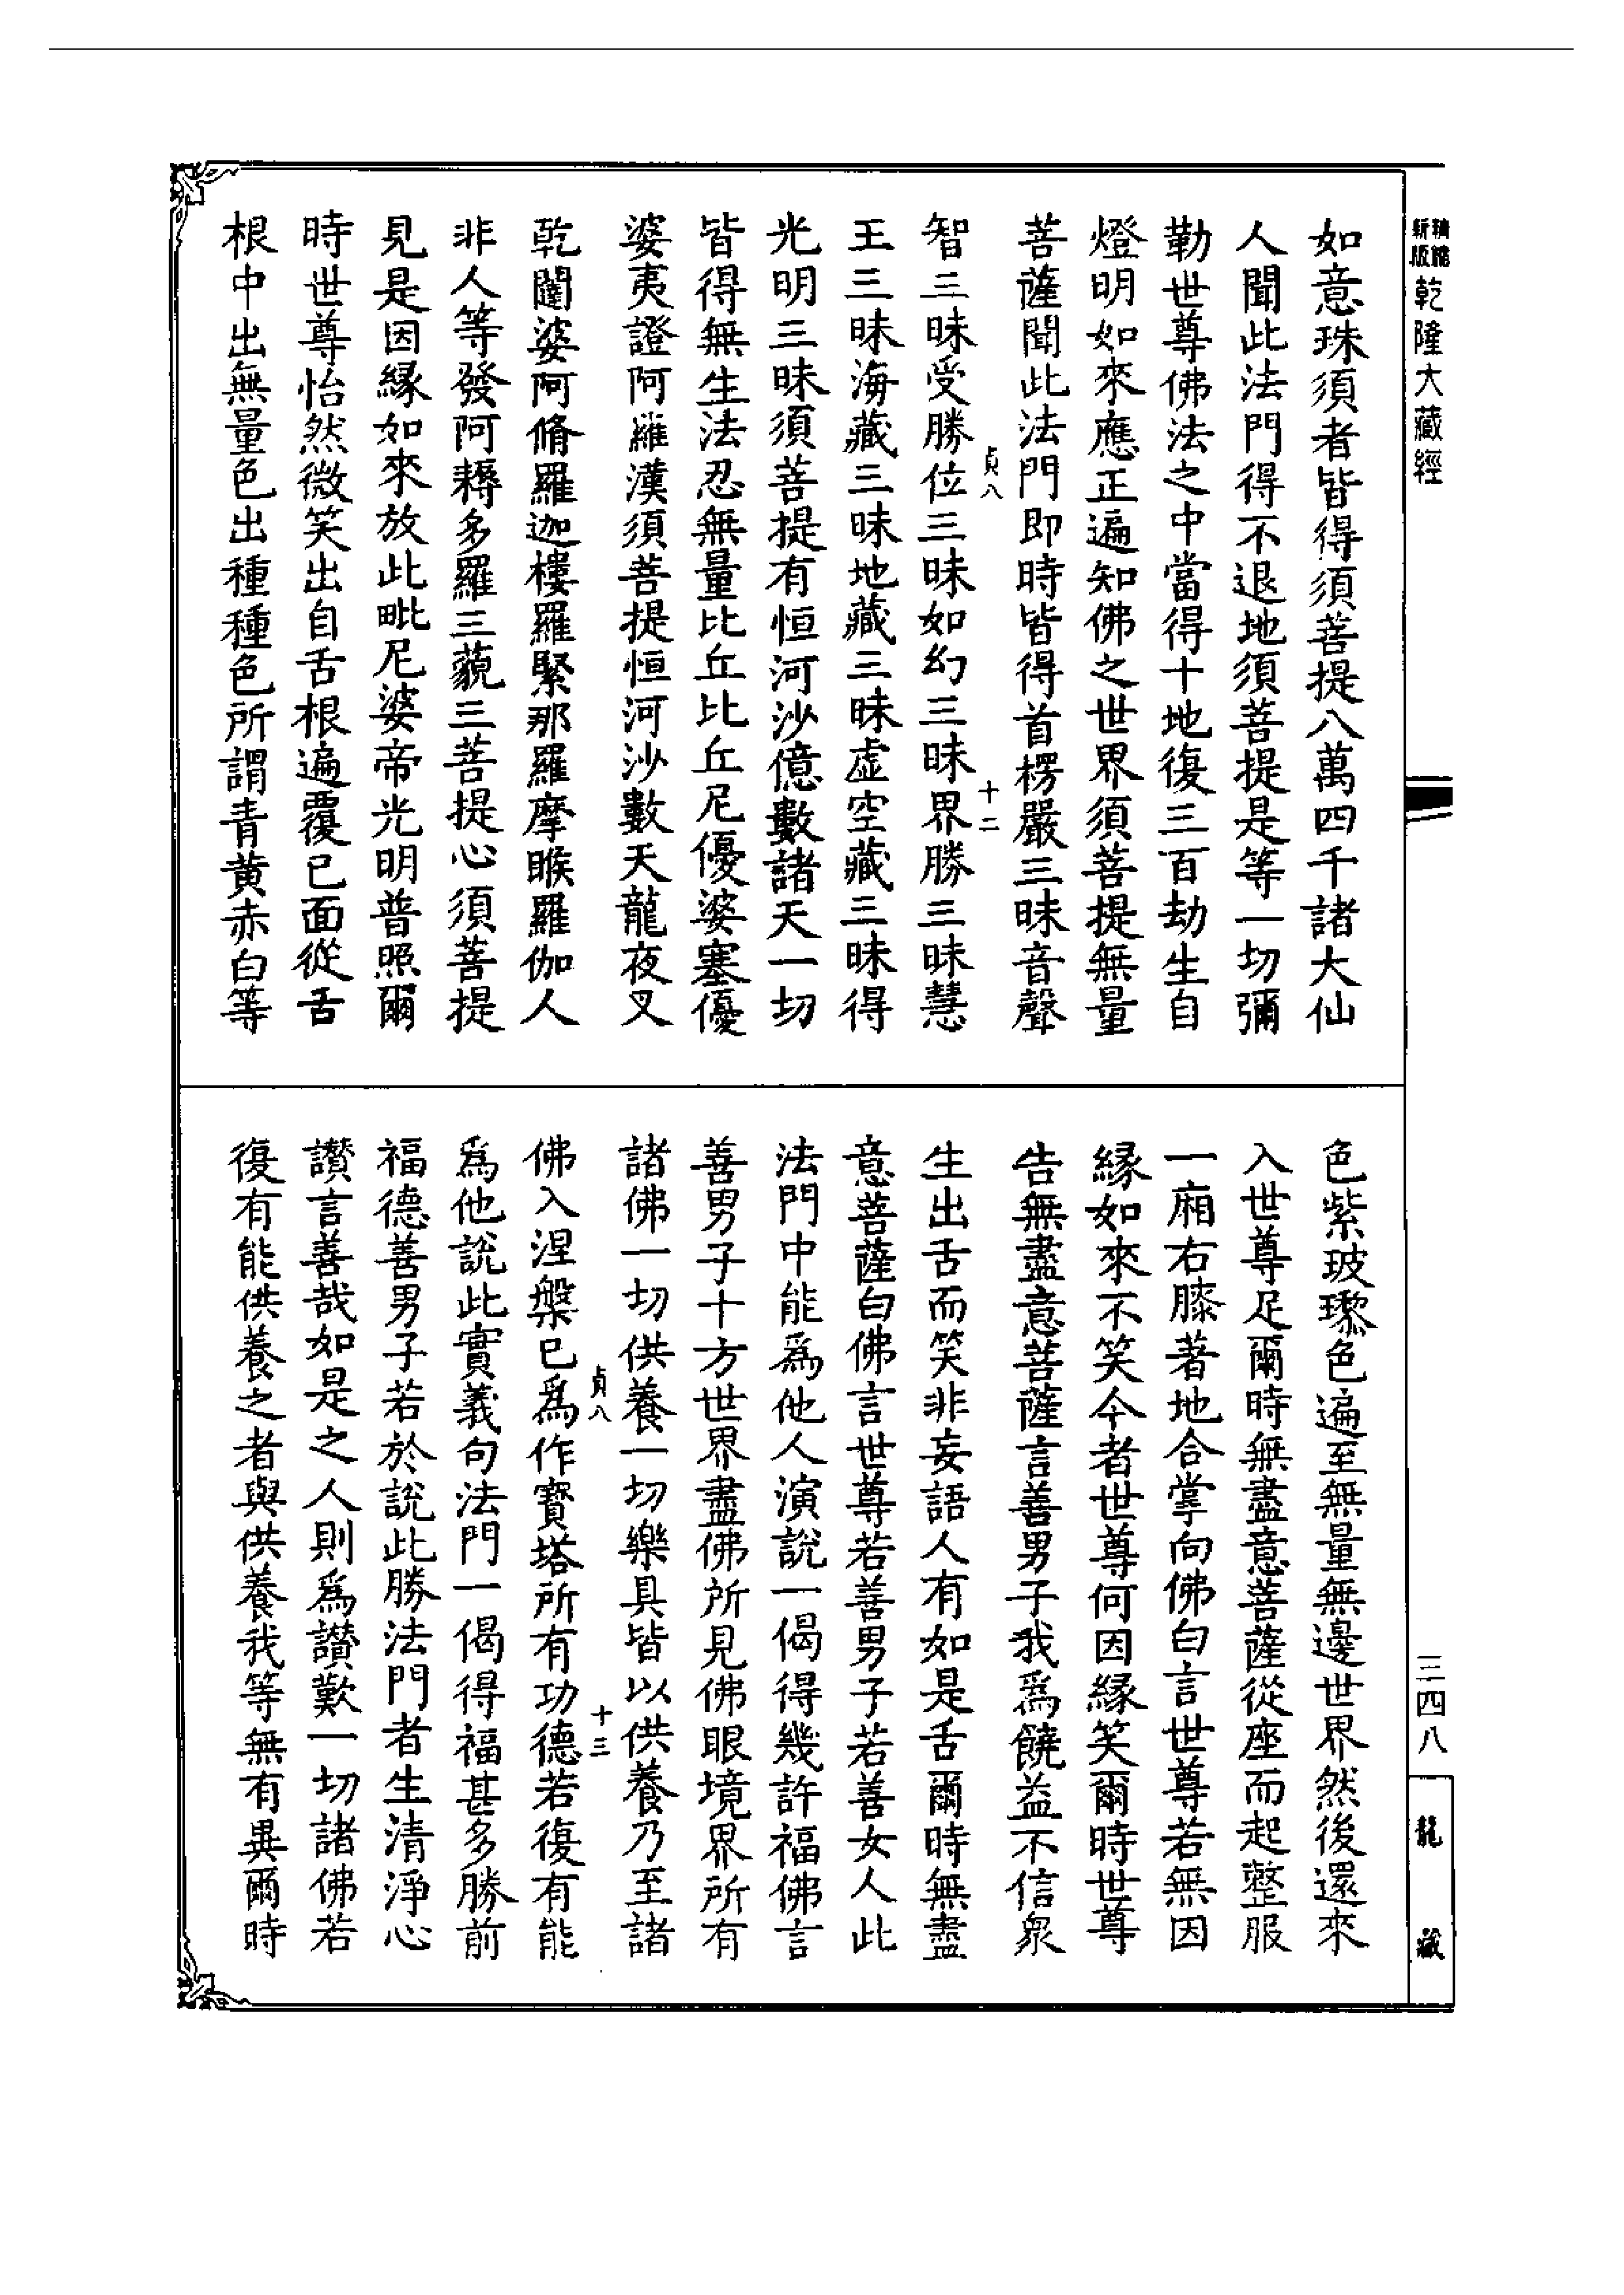 精縮新版乾隆大藏經
如意珠須者皆得須菩提八萬四千諸大仙
人聞此法門得不退地須菩提是等一切彌
勒世尊佛法之中當得十地復三百劫生自
燈明如來應正遍知佛之世界須菩提無量
菩薩聞此法門即時皆得首楞嚴三昧音聲
貞八 十二
智三昧受勝位三昧如幻三昧界勝三昧慧
王三昧海藏三昧地藏三昧虛空藏三昧得
光明三昧須菩提有恒河沙億數諸天一切
皆得無生法忍無量比丘比丘尼優婆塞優
婆夷證阿羅漢須菩提恒河沙數天龍夜叉
乾闥婆阿脩羅迦樓羅緊那羅摩睺羅伽人
非人等發阿耨多羅三藐三菩提心須菩提
見是因緣如來放此毗尼婆帝光明普照爾
時世尊怡然微笑出自舌根遍覆已面從舌
根中出無量色出種種色所謂青黃赤白等
色紫玻瓈色遍至無量無邊世界然後還來
入世尊足爾時無盡意菩薩從座而起整服
一廂右膝著地合掌向佛白言世尊若無因
緣如來不笑今者世尊何因緣笑爾時世尊
告無盡意菩薩言善男子我爲饒益不信衆
生出舌而笑非妄語人有如是舌爾時無盡
意菩薩白佛言世尊若善男子若善女人此
法門中能爲他人演說一偈得幾許福佛言
善男子十方世界盡佛所見佛眼境界所有
諸佛一切供養一切樂具皆以供養乃至諸
貞八 十三
佛入涅槃已爲作寶塔所有功德若復有能
爲他說此實義句法門一偈得福甚多勝前
福德善男子若於說此勝法門者生清淨心
讚言善哉如是之人則爲讚歎一切諸佛若
復有能供養之者與供養我等無有異爾時
三四八
龍藏